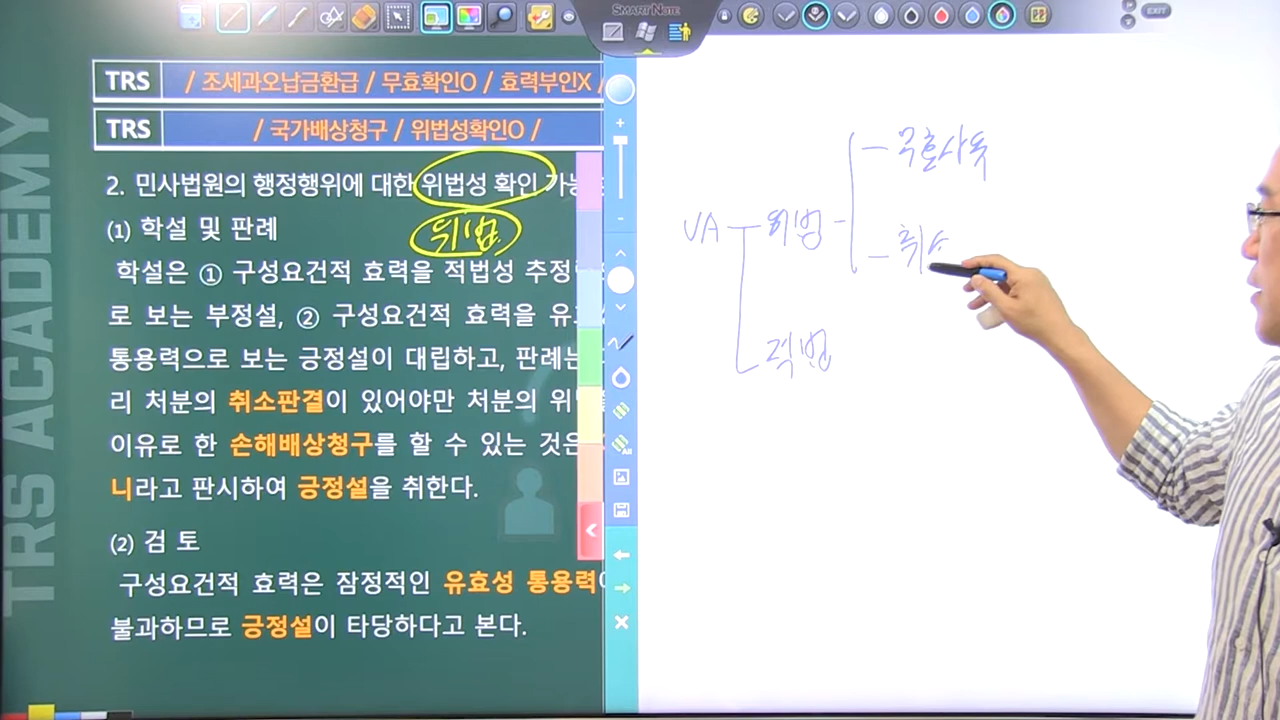 SMART NOTE
EXIT
TRS ACADEMY
TRS / 조세과오납금환급 / 무효확인O / 효력부인X /
TRS / 국가배상청구 / 위법성확인O /
2. 민사법원의 행정행위에 대한 위법성 확인 가능
위법
(1) 학설 및 판례
학설은 ① 구성요건적 효력을 적법성 추정
로 보는 부정설, ② 구성요건적 효력을 유효
통용력으로 보는 긍정설이 대립하고, 판례는
리 처분의 취소판결이 있어야만 처분의 위법
이유로 한 손해배상청구를 할 수 있는 것은
니라고 판시하여 긍정설을 취한다.
(2) 검 토
구성요건적 효력은 잠정적인 유효성 통용력
불과하므로 긍정설이 타당하다고 본다.
All
무효사유
VA 위법
취소
적법